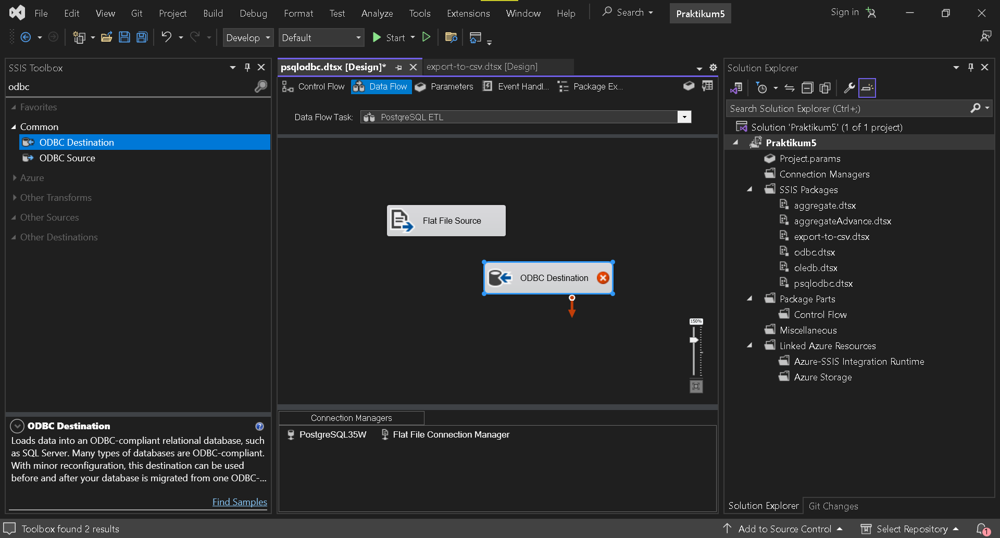 File Edit View Git Project Build Debug Format Test Analyze Tools Extensions Window Help Search Praktikum5 Sign in
Develop Default Start
SSIS Toolbox
odbc
Favorites
Common
ODBC Destination
ODBC Source
Azure
Other Transforms
Other Sources
Other Destinations
ODBC Destination
Loads data into an ODBC-compliant relational database, such
as SQL Server. Many types of databases are ODBC-compliant.
With minor reconfiguration, this destination can be used
before and after your database is migrated from one ODBC-...
Find Samples
psqlodbc.dtsx [Design]* export-to-csv.dtsx [Design]
Control Flow Data Flow Parameters Event Handl... Package Ex...
Data Flow Task: PostgreSQL ETL
Flat File Source
ODBC Destination
150%
Connection Managers
PostgreSQL35W Flat File Connection Manager
Solution Explorer
Search Solution Explorer (Ctrl+;)
Solution 'Praktikum5' (1 of 1 project)
Praktikum5
Project.params
Connection Managers
SSIS Packages
aggregate.dtsx
aggregateAdvance.dtsx
export-to-csv.dtsx
odbc.dtsx
oledb.dtsx
psqlodbc.dtsx
Package Parts
Control Flow
Miscellaneous
Linked Azure Resources
Azure-SSIS Integration Runtime
Azure Storage
Solution Explorer Git Changes
Toolbox found 2 results Add to Source Control Select Repository 1